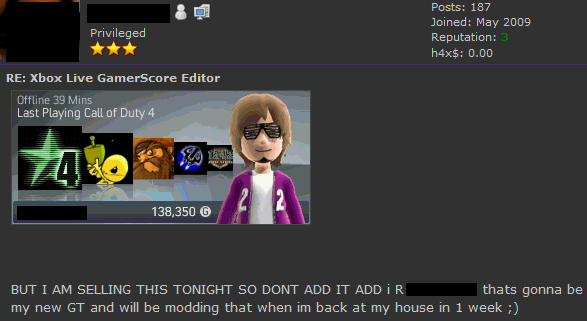 Posts: 187
Joined: May 2009
Reputation: 3
h4x$: 0.00
Privileged
RE: Xbox Live GamerScore Editor
Offline 39 Mins
Last Playing Call of Duty 4
4
2 2
138,350 G
BUT I AM SELLING THIS TONIGHT SO DONT ADD IT ADD i R thats gonna be
my new GT and will be modding that when im back at my house in 1 week ;)